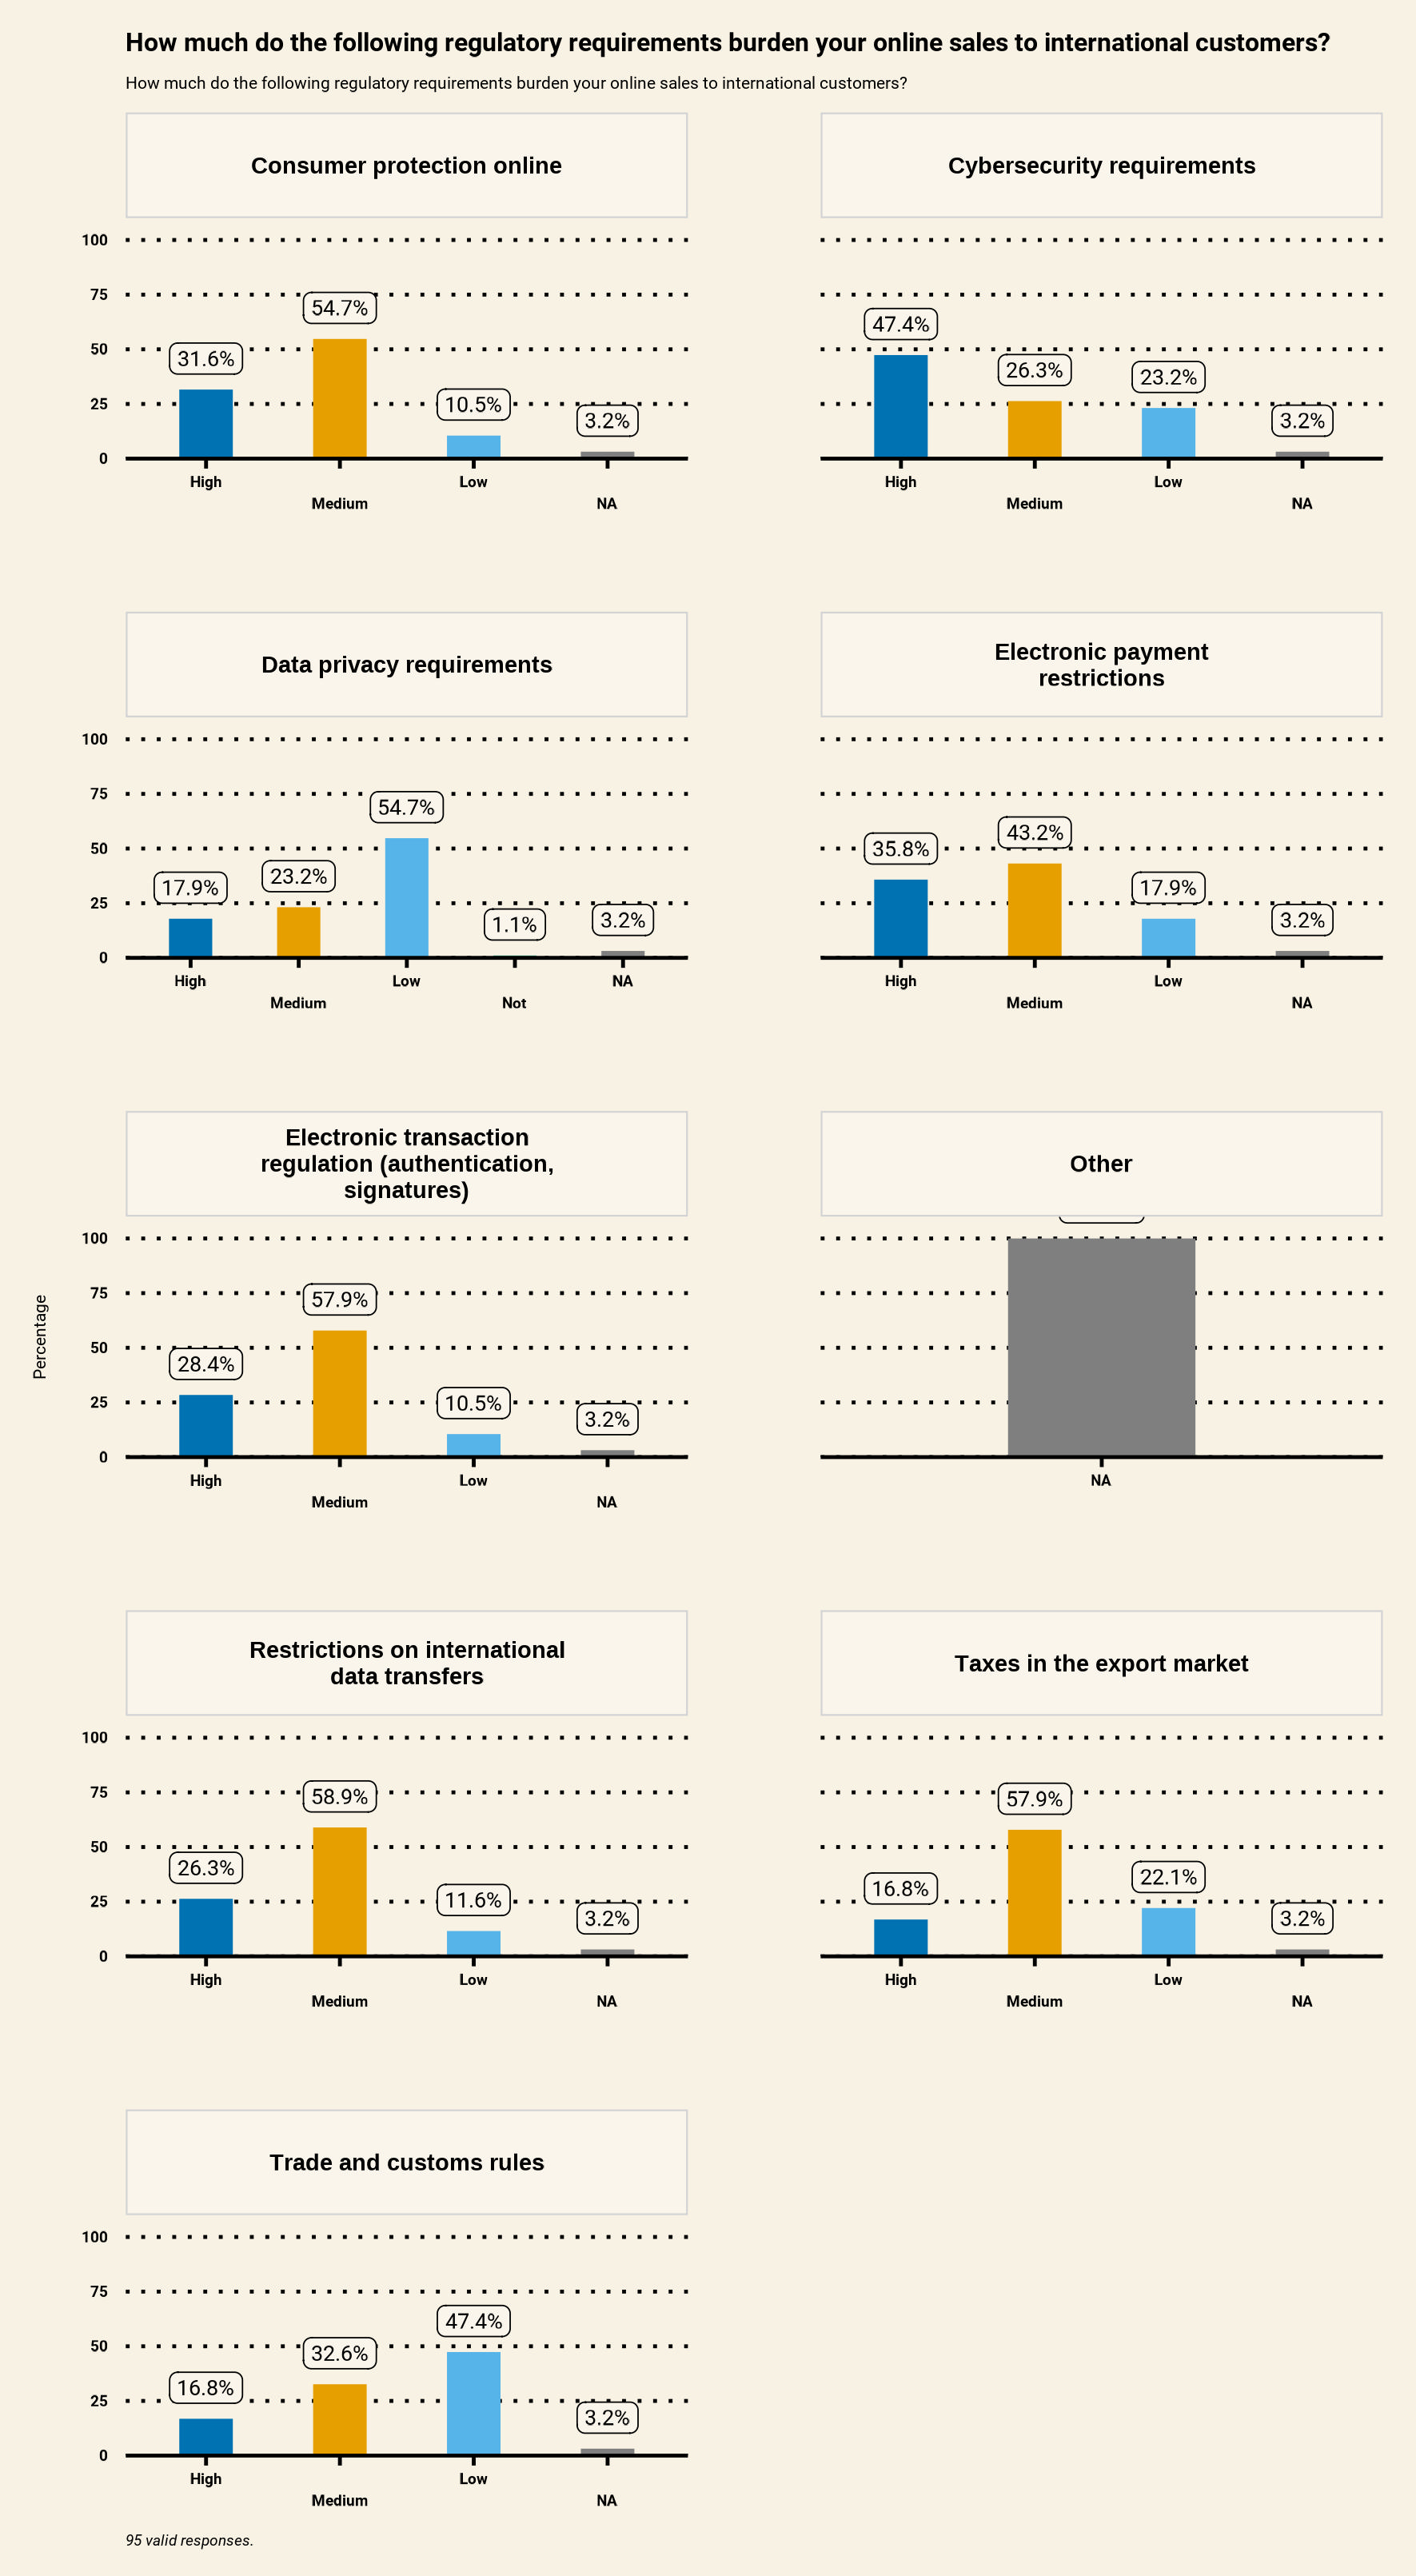 How much do the following regulatory requirements burden your online sales to international customers?
How much do the following regulatory requirements burden your online sales to international customers?
Consumer protection online
Cybersecurity requirements
100
75
50
25
0
31.6%
54.7%
10.5%
3.2%
High
Medium
Low
NA
47.4%
26.3%
23.2%
3.2%
High
Medium
Low
NA
Data privacy requirements
Electronic payment
restrictions
100
75
50
25
0
17.9%
23.2%
54.7%
1.1%
3.2%
High
Medium
Low
Not
NA
35.8%
43.2%
17.9%
3.2%
High
Medium
Low
NA
Electronic transaction
regulation (authentication,
signatures)
Other
Percentage
100
75
50
25
0
28.4%
57.9%
10.5%
3.2%
High
Medium
Low
NA
NA
Restrictions on international
data transfers
Taxes in the export market
100
75
50
25
0
26.3%
58.9%
11.6%
3.2%
High
Medium
Low
NA
16.8%
57.9%
22.1%
3.2%
High
Medium
Low
NA
Trade and customs rules
100
75
50
25
0
16.8%
32.6%
47.4%
3.2%
High
Medium
Low
NA
95 valid responses.